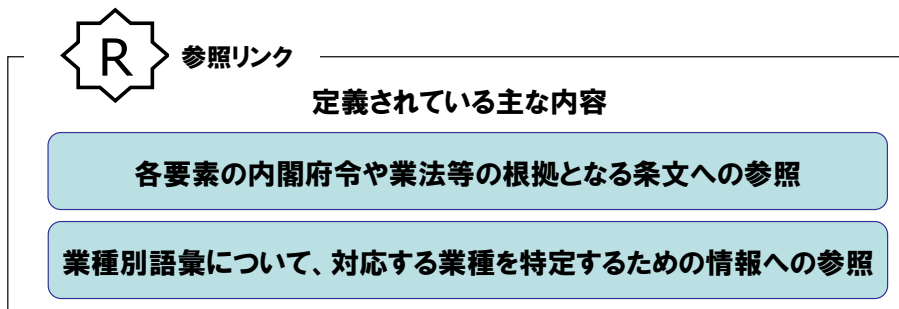 R 参照リンク
定義されている主な内容
各要素の内閣府令や業法等の根拠となる条文への参照
業種別語彙について、対応する業種を特定するための情報への参照